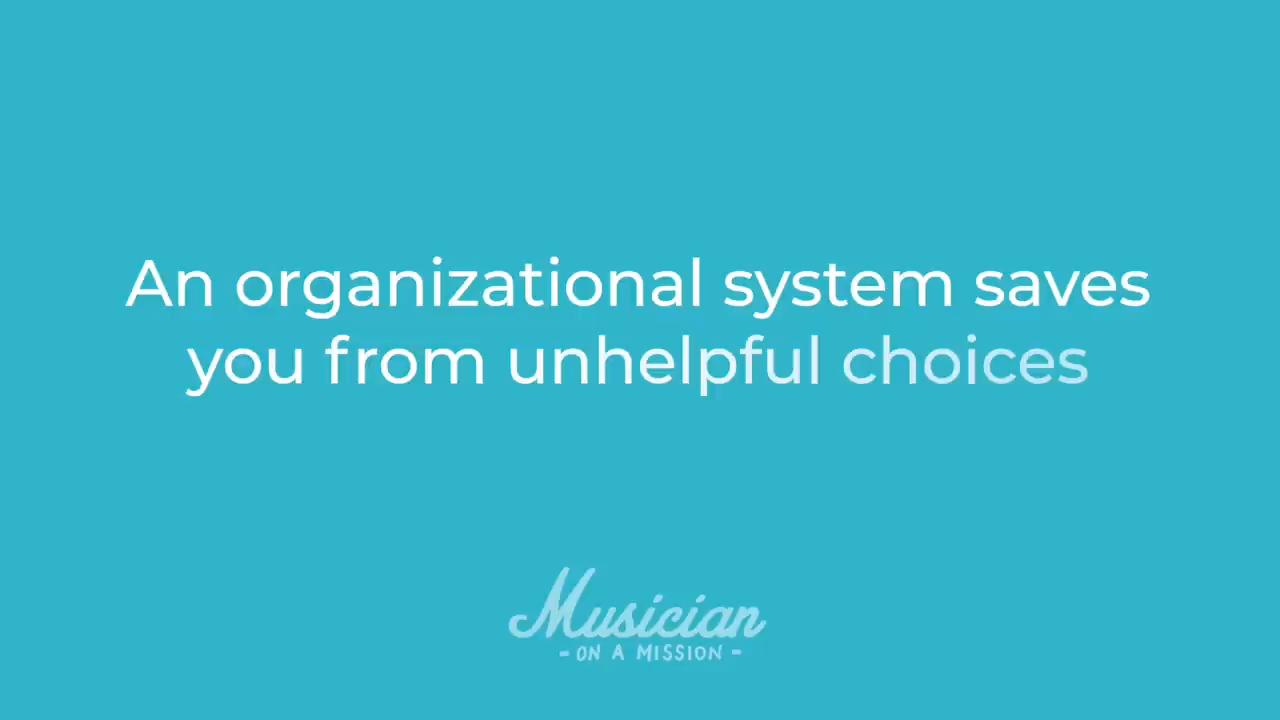 An organizational system saves
you from unhelpful choices
Musician
- ON A MISSION -